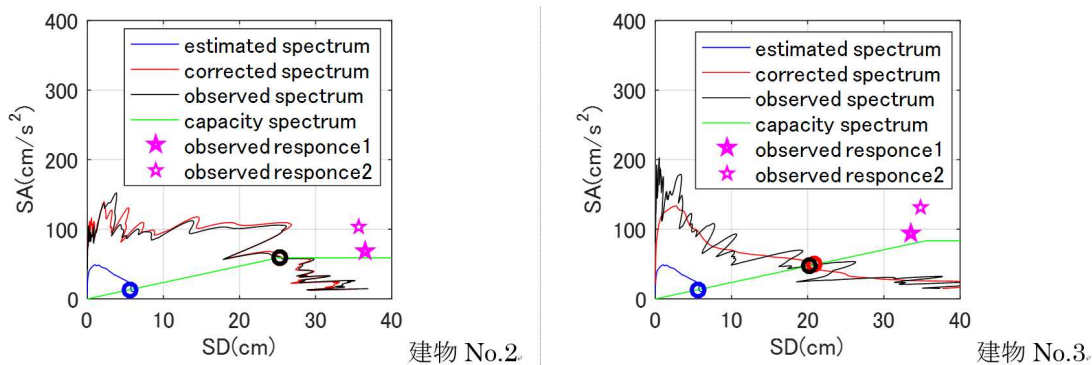 400
300
200
100
0
SA(cm/s²)
estimated spectrum
corrected spectrum
observed spectrum
capacity spectrum
observed responce1
observed responce2
0 10 20 30 40
SD(cm)
建物 No.2
400
300
200
100
0
SA(cm/s²)
estimated spectrum
corrected spectrum
observed spectrum
capacity spectrum
observed responce1
observed responce2
0 10 20 30 40
SD(cm)
建物 No.3